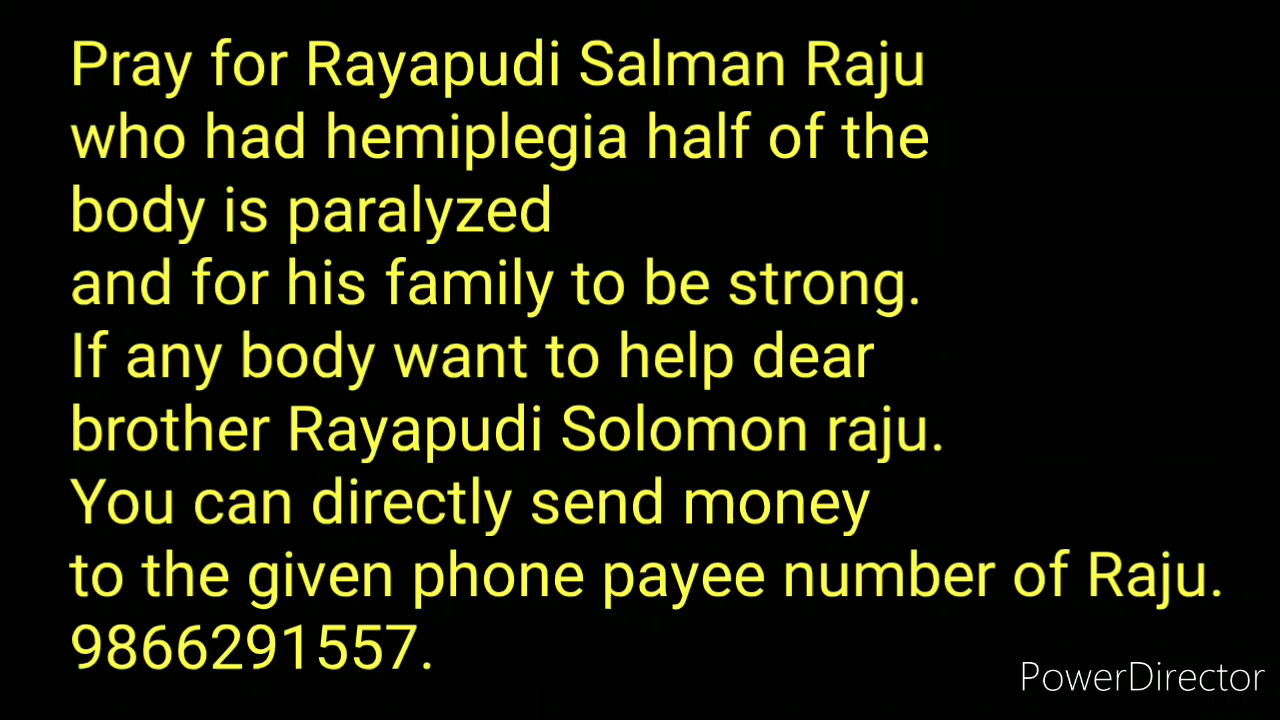 Pray for Rayapudi Salman Raju
who had hemiplegia half of the
body is paralyzed
and for his family to be strong.
If any body want to help dear
brother Rayapudi Solomon raju.
You can directly send money
to the given phone payee number of Raju.
9866291557.
PowerDirector